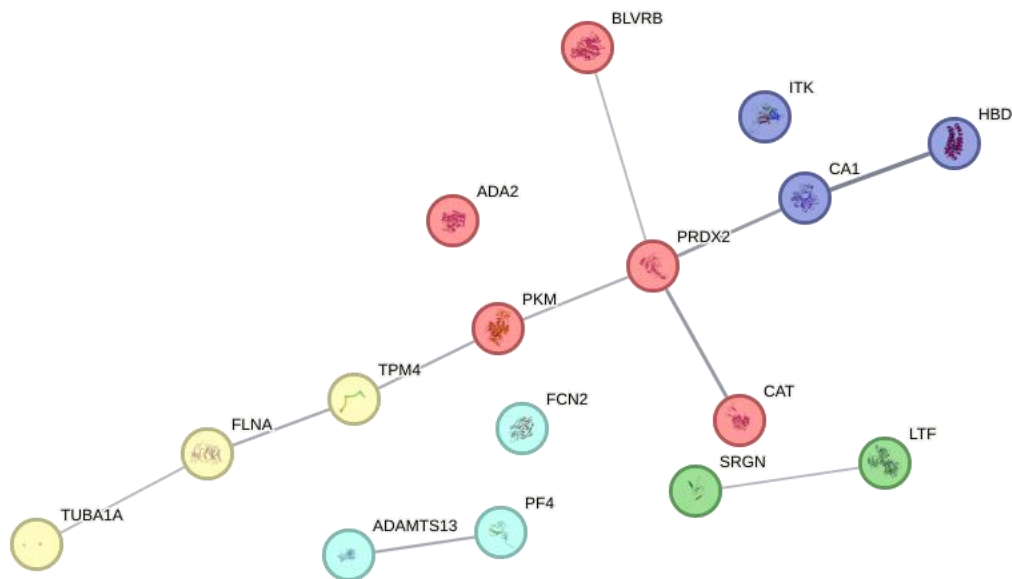 BLVRB
ITK
HBD
CA1
ADA2
PRDX2
PKM
TPM4
CAT
FCN2
FLNA
LTF
SRGN
PF4
TUBA1A
ADAMTS13